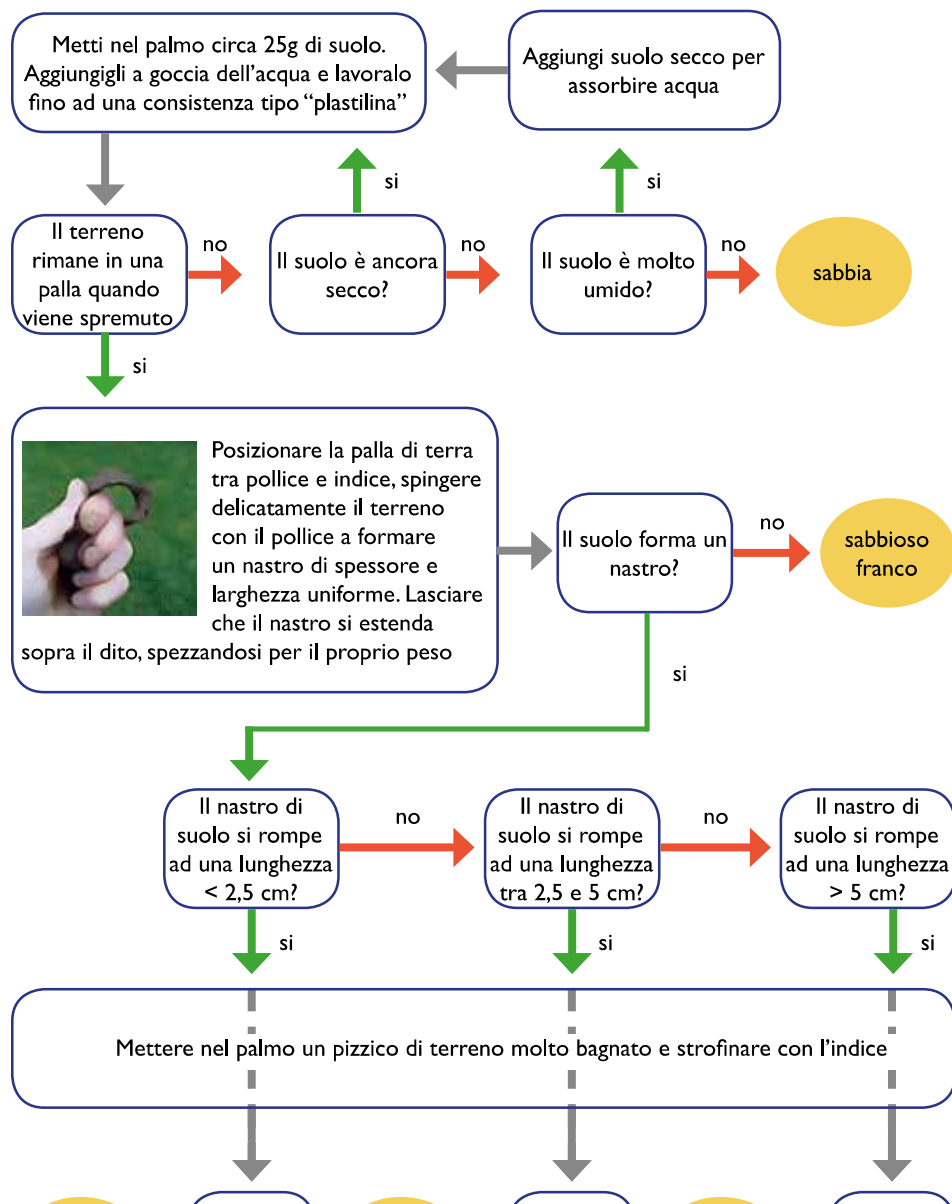 Metti nel palmo circa 25g di suolo.
Aggiungigli a goccia dell'acqua e lavoralo
fino ad una consistenza tipo “plastilina”
Aggiungi suolo secco per
assorbire acqua
si
si
Il terreno
rimane in una
palla quando
viene spremuto
no
Il suolo è ancora
secco?
no
Il suolo è molto
umido?
no
sabbia
si
Posizionare la palla di terra
tra pollice e indice, spingere
delicatamente il terreno
con il pollice a formare
un nastro di spessore e
larghezza uniforme. Lasciare
che il nastro si estenda
sopra il dito, spezzandosi per il proprio peso
Il suolo forma un
nastro?
no
sabbioso
franco
si
Il nastro di
suolo si rompe
ad una lunghezza
< 2,5 cm?
no
Il nastro di
suolo si rompe
ad una lunghezza
tra 2,5 e 5 cm?
no
Il nastro di
suolo si rompe
ad una lunghezza
> 5 cm?
si
si
si
Mettere nel palmo un pizzico di terreno molto bagnato e strofinare con l'indice